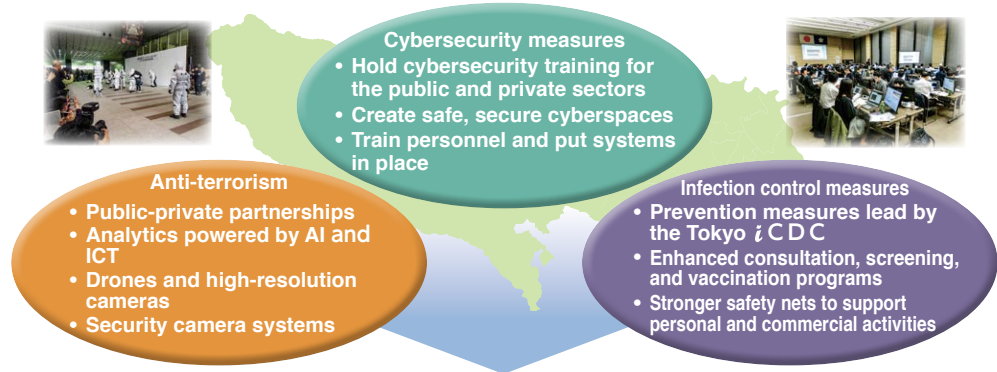 Cybersecurity measures
• Hold cybersecurity training for
the public and private sectors
• Create safe, secure cyberspaces
• Train personnel and put systems
in place
Anti-terrorism
• Public-private partnerships
• Analytics powered by AI and
ICT
• Drones and high-resolution
cameras
• Security camera systems
Infection control measures
• Prevention measures lead by
the Tokyo iCDC
• Enhanced consultation, screening,
and vaccination programs
• Stronger safety nets to support
personal and commercial activities